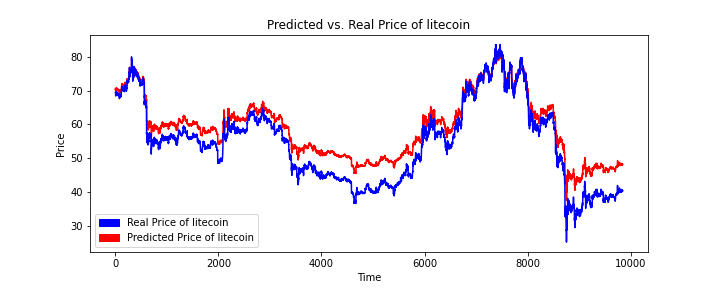 Predicted vs. Real Price of litecoin
Price
80
70
60
50
40
30
Real Price of litecoin
Predicted Price of litecoin
0
2000
4000
6000
8000
10000
Time